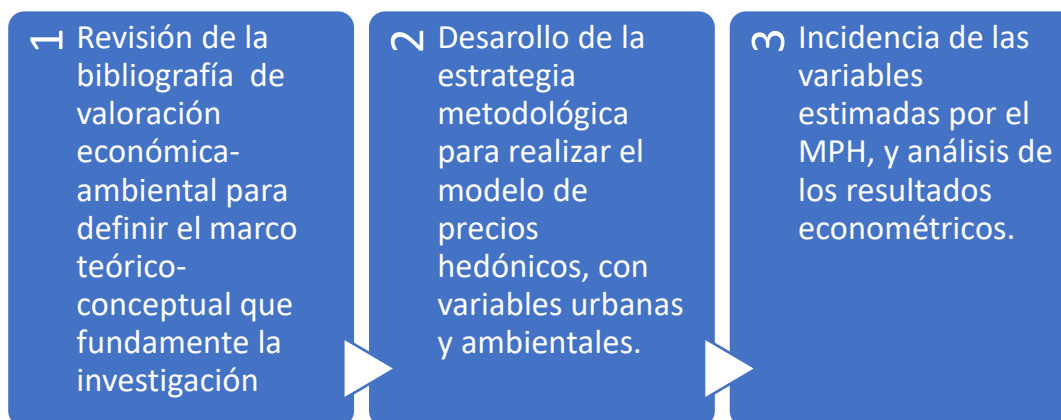 1
Revisión de la
bibliografía de
valoración
económica-
ambiental para
definir el marco
teórico-
conceptual que
fundamente la
investigación
2
Desarollo de la
estrategia
metodológica
para realizar el
modelo de
precios
hedónicos, con
variables urbanas
y ambientales.
3
Incidencia de las
variables
estimadas por el
MPH, y análisis de
los resultados
econométricos.